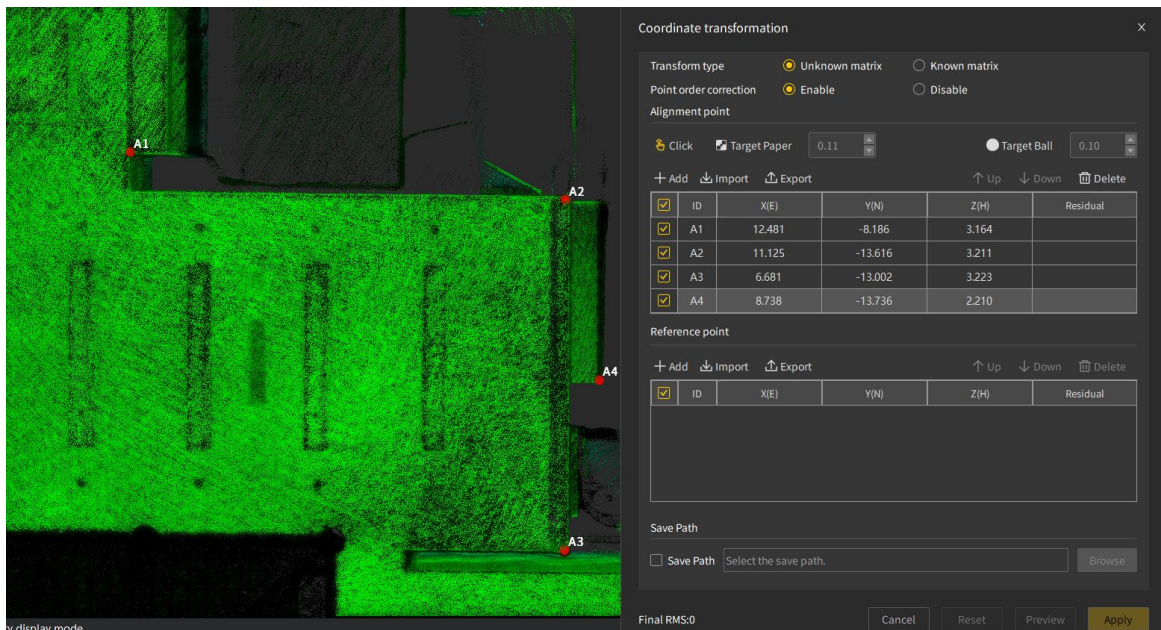 A1
A2
A4
A3
y display mode
Coordinate transformation X
Transform type Unknown matrix Known matrix
Point order correction Enable Disable
Alignment point
Click Target Paper 0.11 Target Ball 0.10
Add Import Export Up Down Delete
ID X(E) Y(N) Z(H) Residual
A1 12.481 -8.186 3.164
A2 11.125 -13.616 3.211
A3 6.681 -13.002 3.223
A4 8.738 -13.736 2.210
Reference point
Add Import Export Up Down Delete
ID X(E) Y(N) Z(H) Residual
Save Path
Save Path Select the save path. Browse
Final RMS:0 Cancel Reset Preview Apply